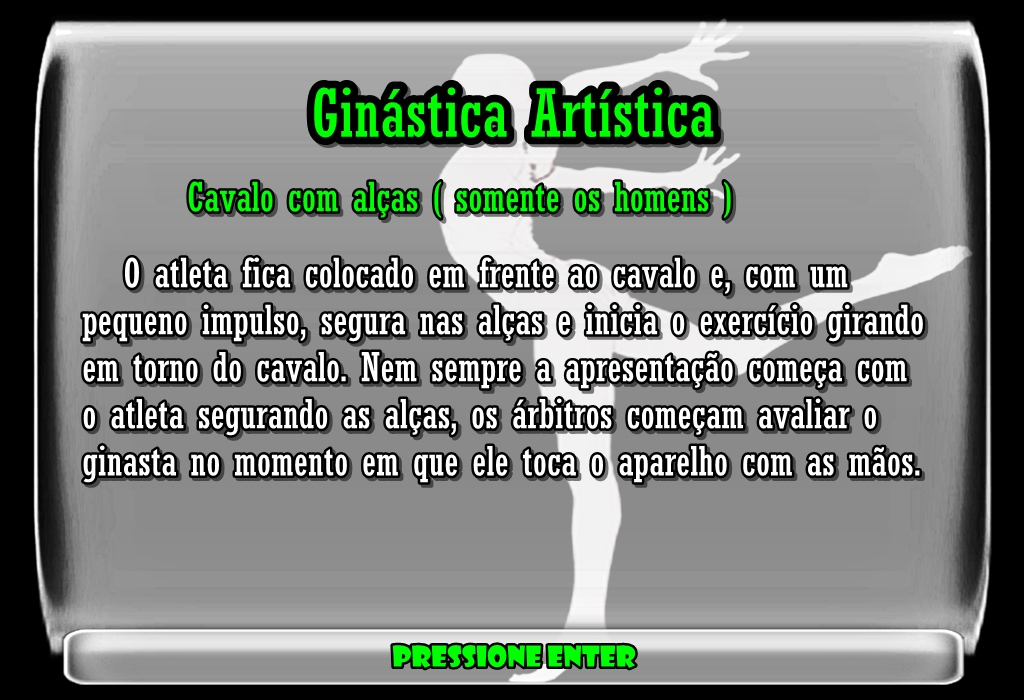 Ginástica Artística
Cavalo com alças ( somente os homens )
O atleta fica colocado em frente ao cavalo e, com um
pequeno impulso, segura nas alças e inicia o exercício girando
em torno do cavalo. Nem sempre a apresentação começa com
o atleta segurando as alças, os árbitros começam avaliar o
ginasta no momento em que ele toca o aparelho com as mãos.
PRESSIONE ENTER